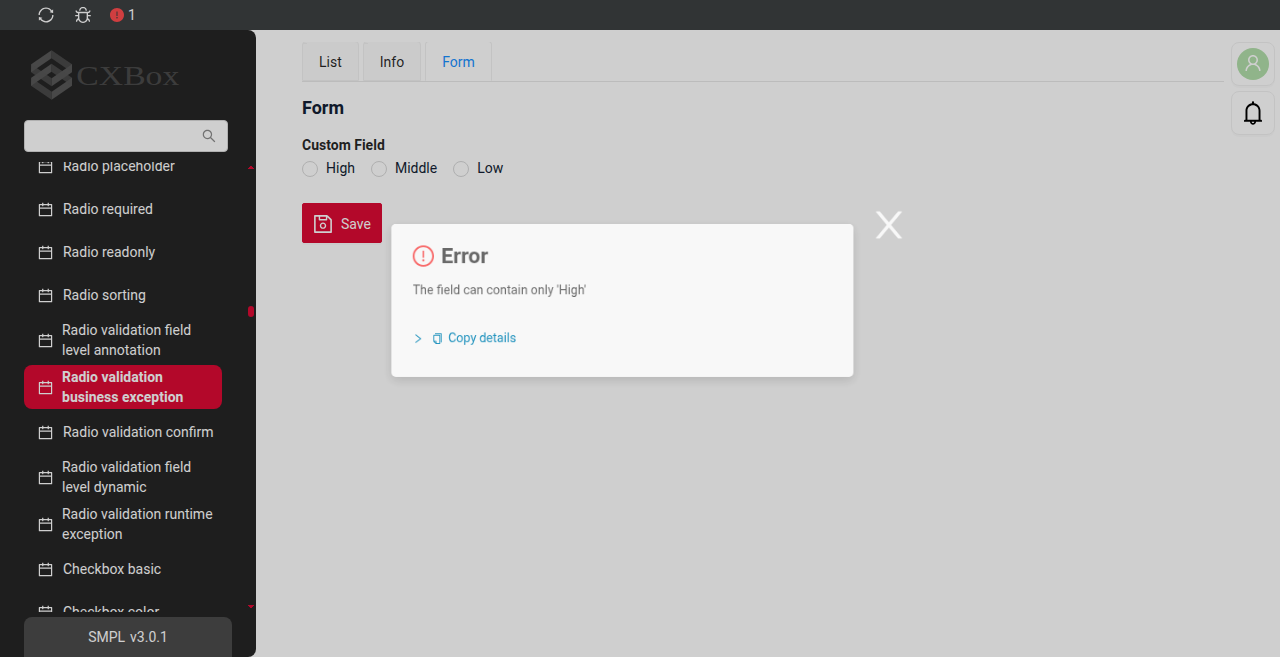 1
CXBox
Radio placeholder
Radio required
Radio readonly
Radio sorting
Radio validation field
level annotation
Radio validation
business exception
Radio validation confirm
Radio validation field
level dynamic
Radio validation runtime
exception
Checkbox basic
Checkbox color
SMPL v3.0.1
List
Info
Form
Form
Custom Field
High
Middle
Low
Save
Error
The field can contain only 'High'
Copy details